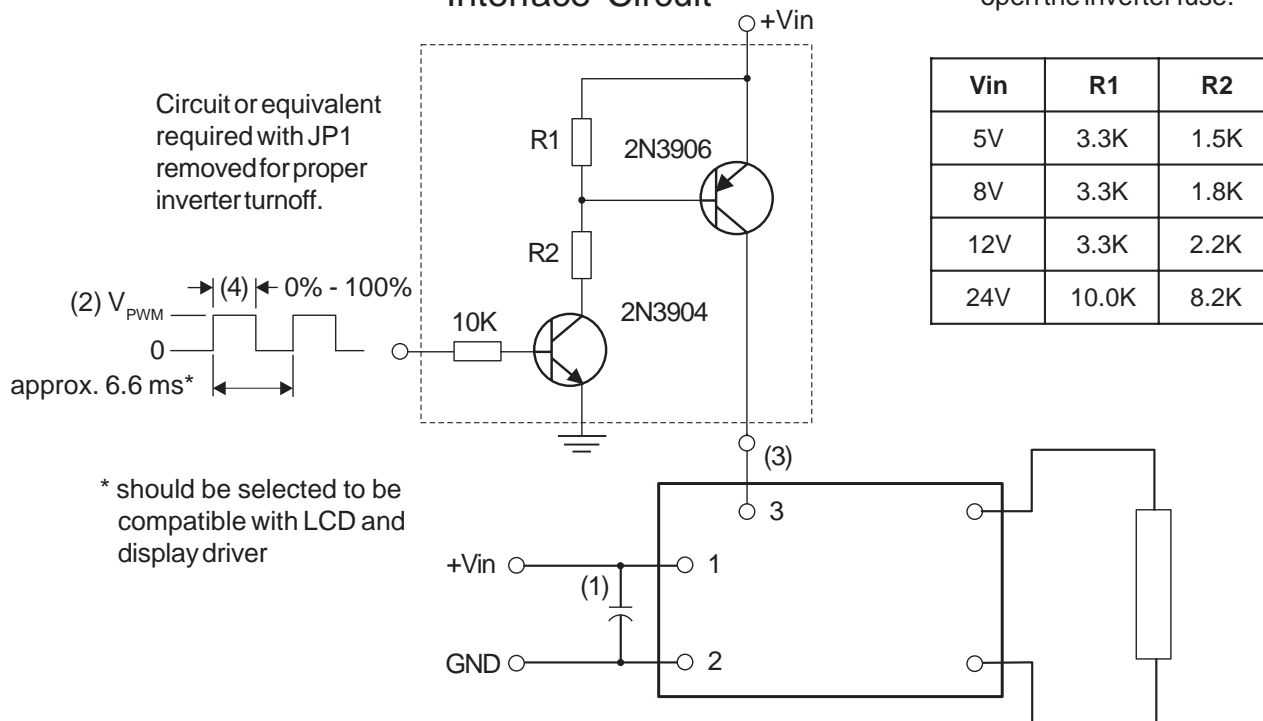 Interface Circuit
open the inverter fuse.
+Vin
Circuit or equivalent
required with JP1
removed for proper
inverter turnoff.
R1
2N3906
R2
2N3904
10K
(2) VPWM
(4)
0% - 100%
0
approx. 6.6 ms*
* should be selected to be
compatible with LCD and
display driver
(3)
3
+Vin
1
(1)
GND
2
Vin R1 R2
5V 3.3K 1.5K
8V 3.3K 1.8K
12V 3.3K 2.2K
24V 10.0K 8.2K